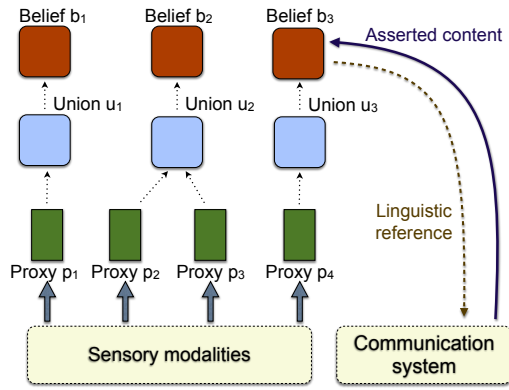 Belief b₁
Belief b₂
Belief b₃
Asserted content
Union u₁
Union u₂
Union u₃
Linguistic
reference
Proxy p₁
Proxy p₂
Proxy p₃
Proxy p₄
Sensory modalities
Communication
system